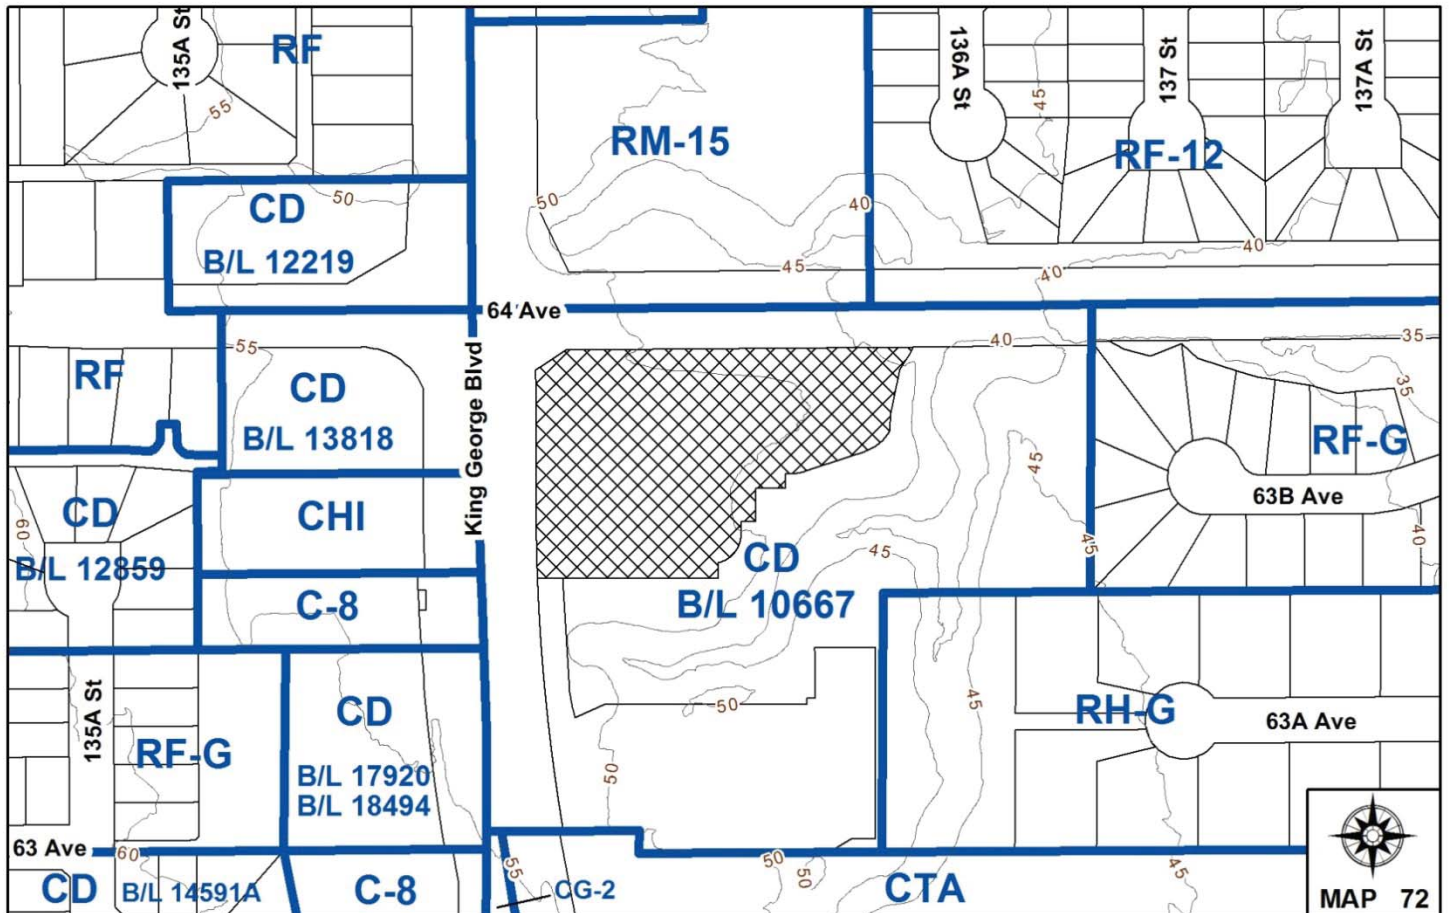 135A St
RF
55
RM-15
136A St
45
137 St
137A St
RF-12
CD
50
B/L 12219
50
40
45
40
40
64 Ave
55
RF
CD
B/L 13818
King George Blvd
40
35
35
RF-G
45
63B Ave
CD
60
B/L 12859
CHI
CD
45
B/L 10667
45
40
C-8
135A St
RF-G
CD
B/L 17920
B/L 18494
50
50
45
RH-G
63A Ave
63 Ave
60
CD
B/L 14591A
C-8
55
CG-2
50
50
CTA
45
MAP 72